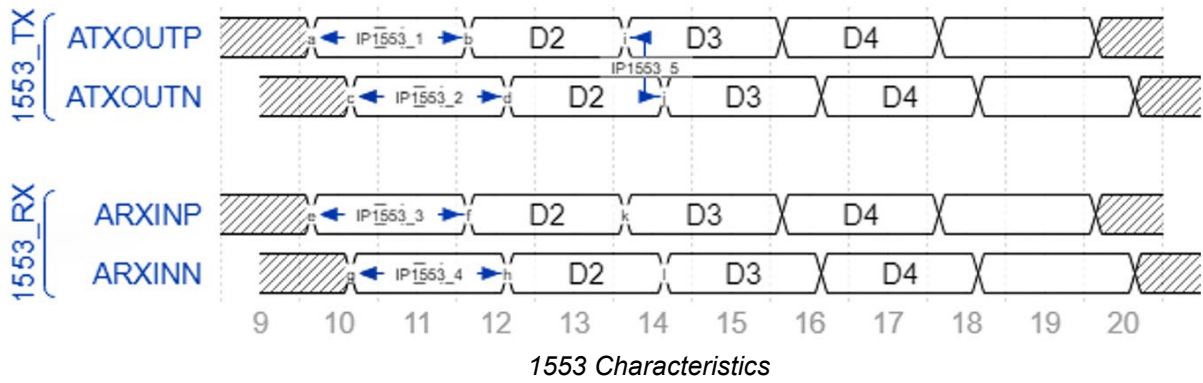 1553_TX
ATXOUTP a IP1553_1 b D2 i D3 D4
IP1553_5
ATXOUTN c IP1553_2 d D2 j D3 D4
1553_RX
ARXINP e IP1553_3 f D2 k D3 D4
ARXINN g IP1553_4 h D2 l D3 D4
9 10 11 12 13 14 15 16 17 18 19 20
1553 Characteristics